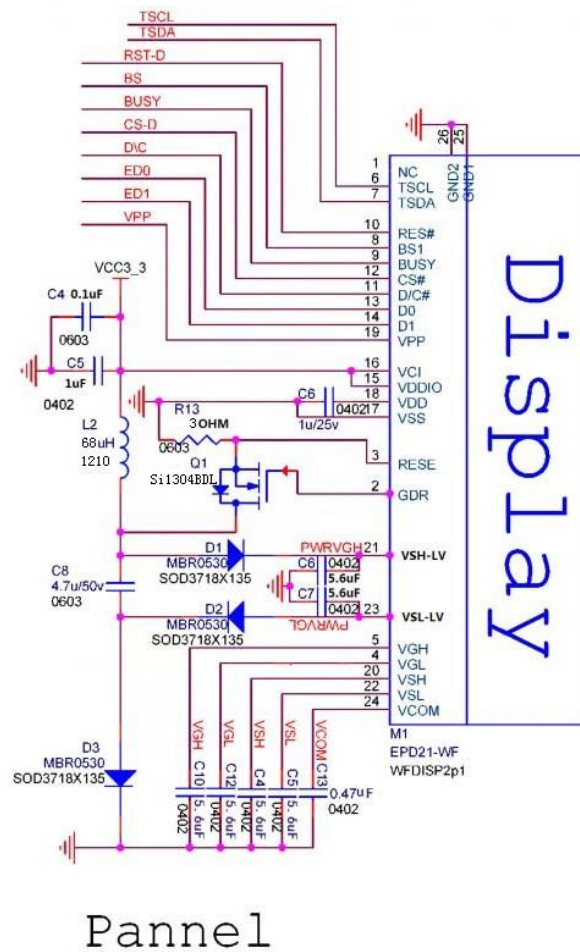 TSCL
TSDA
RST-D
BS
BUSY
CS-D
D\C
ED0
ED1
VPP
VCC3_3
C4 0.1uF
0603
C5
1uF
0402
L2
68uH
1210
R13
3OHM
0603
Q1
Si1304BDL
C6
0402
1u/25v
D1
MBR0530
SOD3718X135
PWRVGH
C6
0402
5.6uF
C7
5.6uF
0402
PWRVGL
C8
4.7u/50v
0603
D2
MBR0530
SOD3718X135
D3
MBR0530
SOD3718X135
26
25
GND2
GND1
1 NC
6 TSCL
7 TSDA
10 RES#
8 BS1
9 BUSY
12 CS#
11 D/C#
13 D0
14 D1
19 VPP
16 VCI
15 VDDIO
18 VDD
17 VSS
3 RESE
2 GDR
21 VSH-LV
23 VSL-LV
5 VGH
4 VGL
20 VSH
22 VSL
24 VCOM
Display
M1
EPD21-WF
WFDISP2p1
VGH
VGL
VSH
VSL
VCOM
C10
5.6uF
0402
C12
5.6uF
0402
C4
5.6uF
0402
C5
5.6uF
0402
C13
0.47uF
0402
Pannel